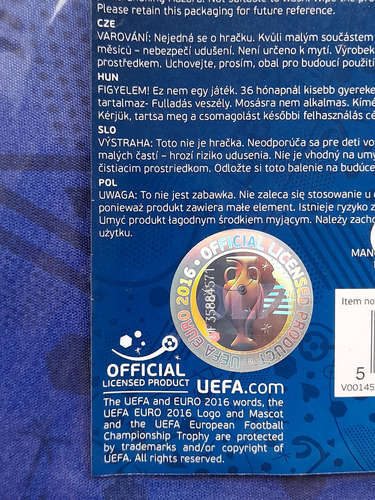 Please retain this packaging for future reference.
CZE
VAROVÁNÍ: Nejedná se o hračku. Kvůli malým součástem
měsíců – nebezpečí udušení. Není určeno k mytí. Výrobek
prostředkem. Uchovejte, prosím, obal pro budoucí použití
HUN
FIGYELEM! Ez nem egy játék. 36 hónapnál kisebb gyereke
tartalmaz- Fulladás veszély. Mosásra nem alkalmas. Kímé
Kérjük, tartsa meg a csomagolást későbbi felhasználás cé
SLO
VÝSTRAHA: Toto nie je hračka. Neodporúča sa pre deti vo
malých častí – hrozí riziko udusenia. Nie je vhodný na um
čistiacim prostriedkom. Odložte si toto balenie na budúce
POL
UWAGA: To nie jest zabawka. Nie zaleca się stosowanie u d
ponieważ produkt zawiera małe element. Istnieje ryzyko z
Umyć produkt łagodnym środkiem myjącym. Należy zacho
użytku.
UEFA EURO 2016 • OFFICIAL LICENSED PRODUCT
35884571
MAN
Item no
5
V00145
OFFICIAL
LICENSED PRODUCT
UEFA.com
The UEFA and EURO 2016 words, the
UEFA EURO 2016 Logo and Mascot
and the UEFA European Football
Championship Trophy are protected
by trademarks and/or copyright of
UEFA. All rights reserved.